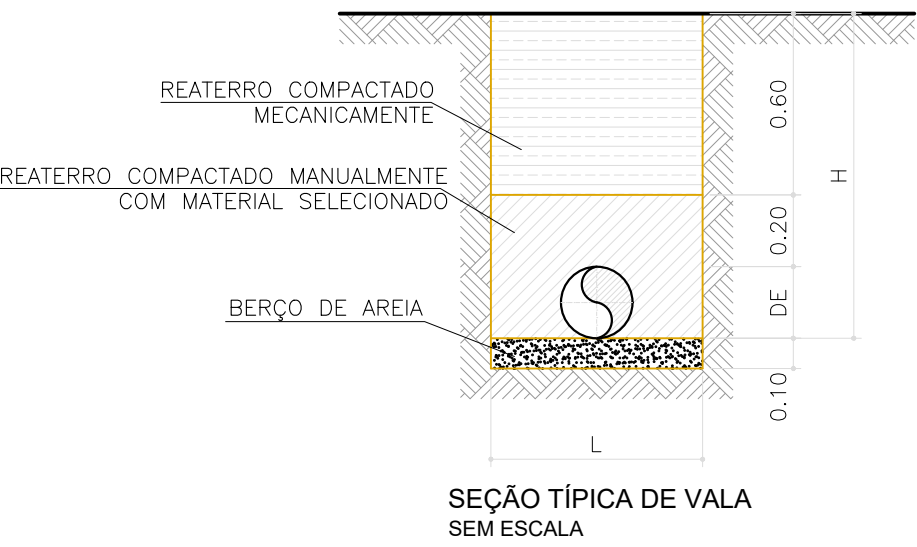 REATERRO COMPACTADO
MECANICAMENTE
REATERRO COMPACTADO MANUALMENTE
COM MATERIAL SELECIONADO
BERÇO DE AREIA
0.60
0.20
DE
0.10
H
L
SEÇÃO TÍPICA DE VALA
SEM ESCALA